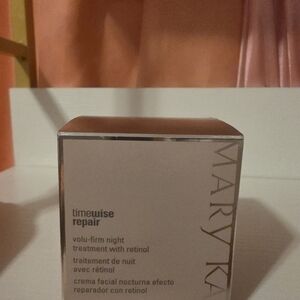 timewise
repair
volu-firm night
treatment with retinol
traitement de nuit
avec rétinol
crema facial nocturna efecto
reparador con retinol
MARY KA